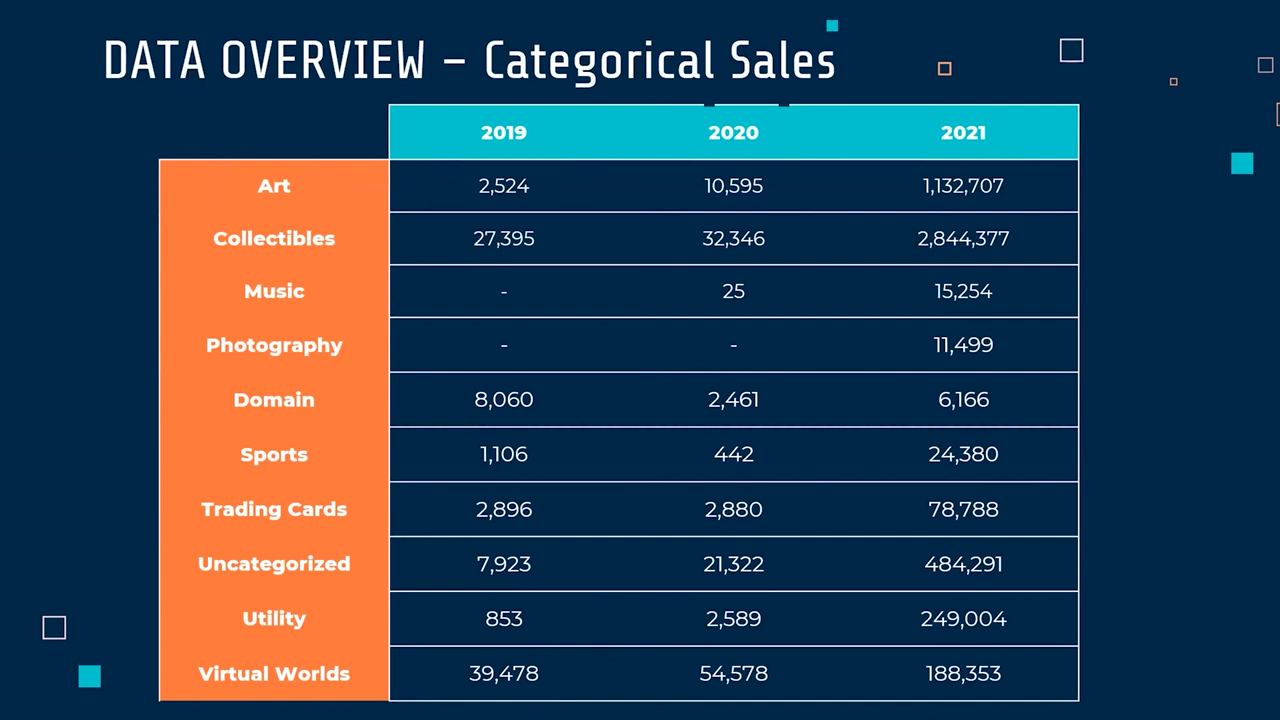 DATA OVERVIEW – Categorical Sales
2019 2020 2021
Art 2,524 10,595 1,132,707
Collectibles 27,395 32,346 2,844,377
Music - 25 15,254
Photography - - 11,499
Domain 8,060 2,461 6,166
Sports 1,106 442 24,380
Trading Cards 2,896 2,880 78,788
Uncategorized 7,923 21,322 484,291
Utility 853 2,589 249,004
Virtual Worlds 39,478 54,578 188,353